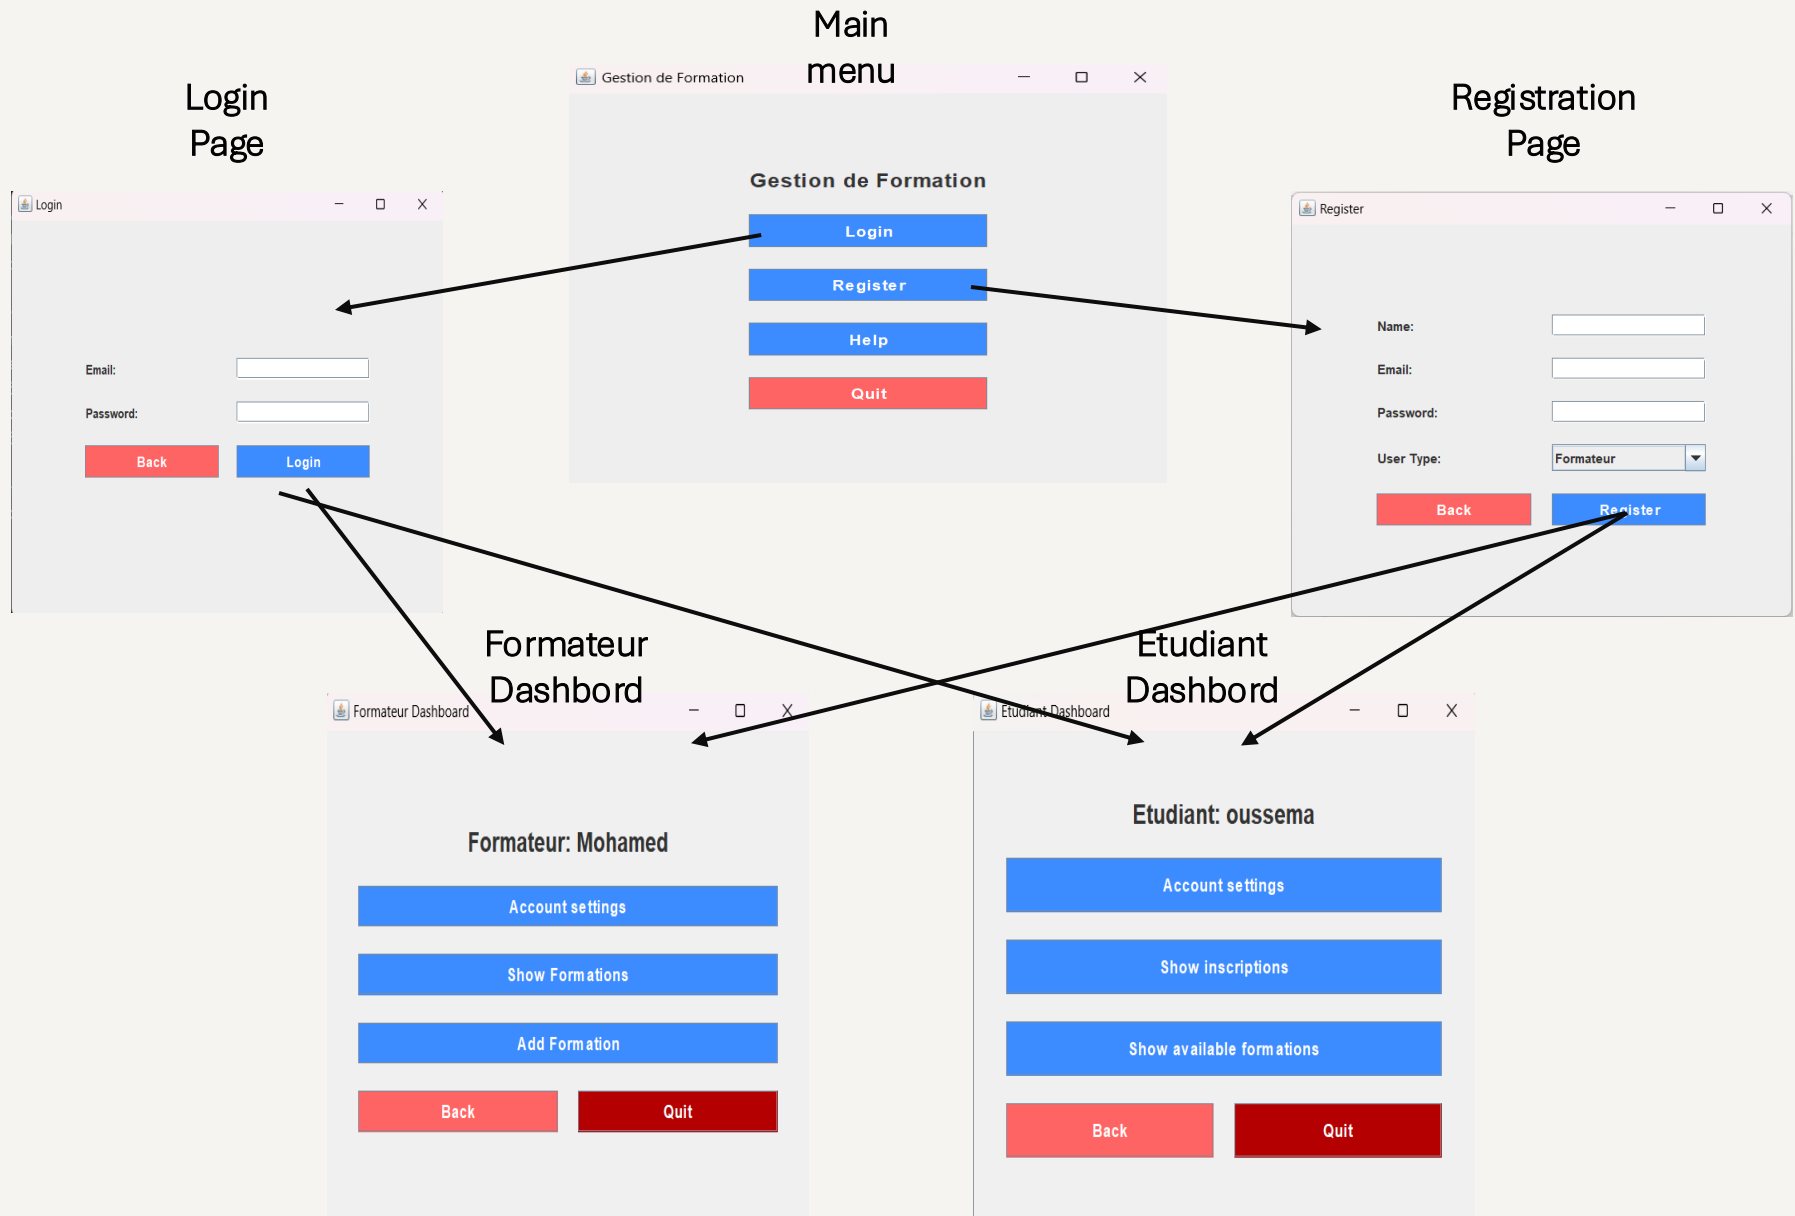 Main
menu
Gestion de Formation
Gestion de Formation
Login
Register
Help
Quit
Login
Page
Login
Email:
Password:
Back Login
Registration
Page
Register
Name:
Email:
Password:
User Type: Formateur
Back Register
Formateur
Dashbord
Formateur Dashboard
Formateur: Mohamed
Account settings
Show Formations
Add Formation
Back Quit
Etudiant
Dashbord
Etudiant Dashboard
Etudiant: oussema
Account settings
Show inscriptions
Show available formations
Back Quit